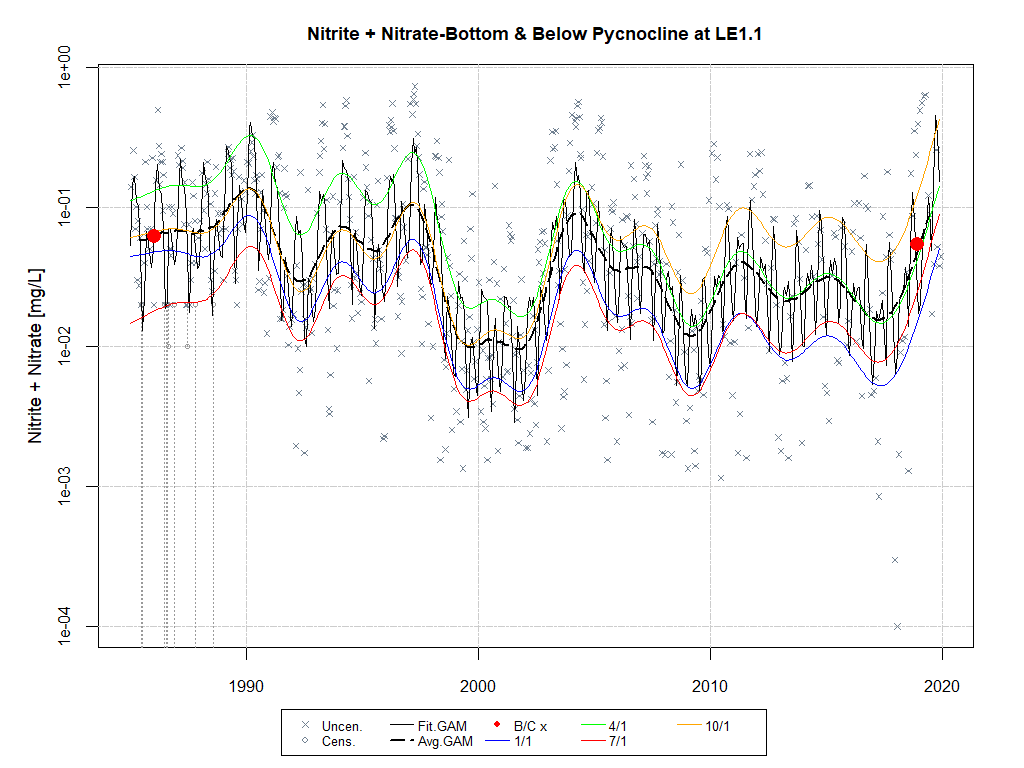 Nitrite + Nitrate-Bottom & Below Pycnocline at LE1.1
Nitrite + Nitrate [mg/L]
1e+00
1e-01
1e-02
1e-03
1e-04
1990 2000 2010 2020
Uncen. Fit.GAM B/C x 4/1 10/1
Cens. Avg.GAM 1/1 7/1